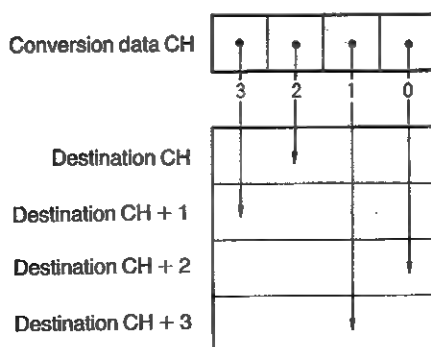 Conversion data CH
3 2 1 0
Destination CH
Destination CH + 1
Destination CH + 2
Destination CH + 3